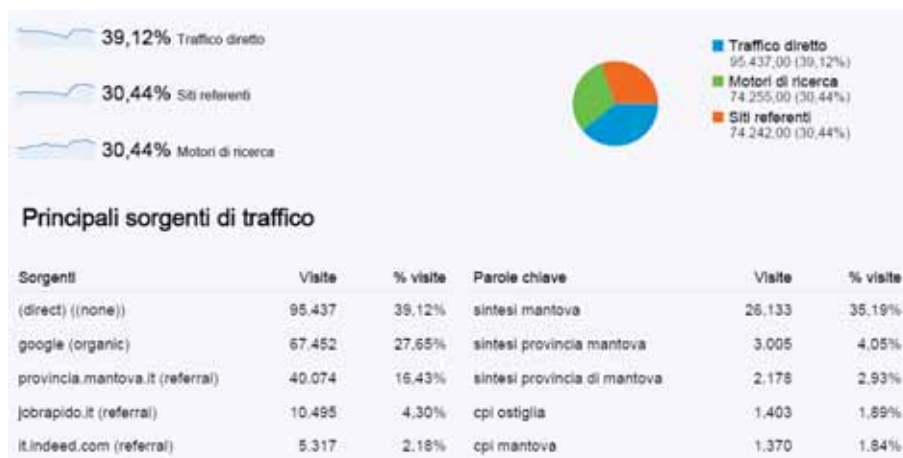 39,12% Traffico diretto
30,44% Siti referenti
30,44% Motori di ricerca
Traffico diretto
95.437,00 (39,12%)
Motori di ricerca
74.255,00 (30,44%)
Siti referenti
74.242,00 (30,44%)
Principali sorgenti di traffico
Sorgenti Visite % visite Parole chiave Visite % visite
(direct) ((none)) 95.437 39,12% sintesi mantova 26.133 35,19%
google (organic) 67.452 27,65% sintesi provincia mantova 3.005 4,05%
provincia.mantova.it (referral) 40.074 16,43% sintesi provincia di mantova 2.178 2,93%
jobrapido.it (referral) 10.495 4,30% cpi ostiglia 1.403 1,89%
it.indeed.com (referral) 5.317 2,18% cpi mantova 1.370 1,84%